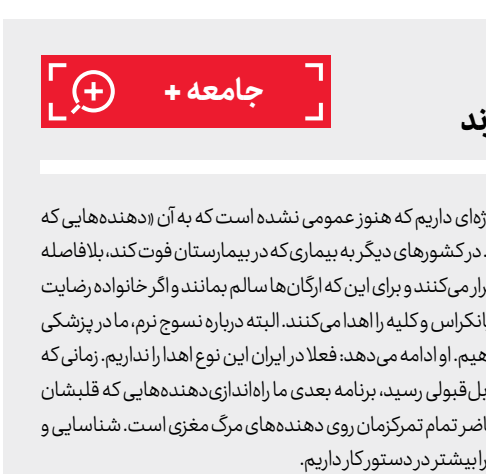 جامعه +
ند
ژه‌ای داریم که هنوز عمومی نشده است که به آن «دهنده‌هایی که
. در کشورهای دیگر به بیماری که در بیمارستان فوت کند، بلافاصله
رار می‌کنند و برای این که ارگان‌ها سالم بمانند و اگر خانواده رضایت
انکراس و کلیه را اهدا می‌کنند. البته درباره نسوج نرم، ما در پزشکی
هیم. او ادامه می‌دهد: فعلا در ایران این نوع اهدا را نداریم. زمانی که
بل‌قبولی رسید، برنامه بعدی ما راه‌اندازی دهنده‌هایی که قلبشان
اضر تمام تمرکزمان روی دهنده‌های مرگ مغزی است. شناسایی و
را بیشتر در دستور کار داریم.